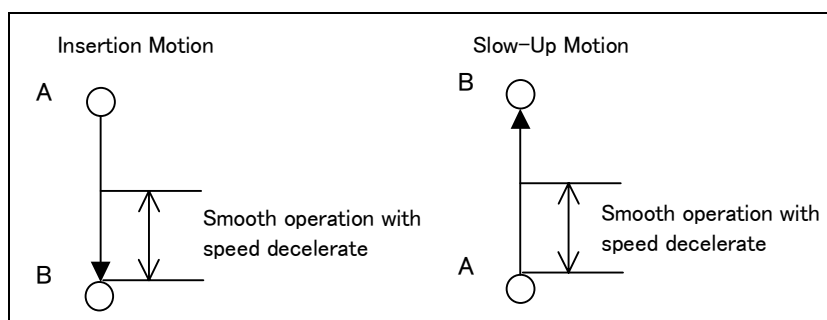 Insertion Motion
A
Smooth operation with
speed decelerate
B
Slow-Up Motion
B
Smooth operation with
speed decelerate
A